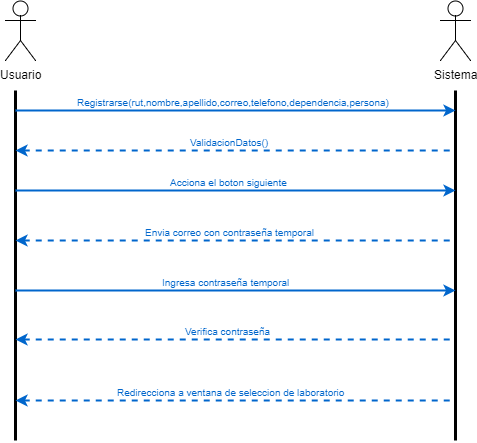 Usuario
Sistema
Registrarse(rut,nombre,apellido,correo,telefono,dependencia,persona)
ValidacionDatos()
Acciona el boton siguiente
Envia correo con contraseña temporal
Ingresa contraseña temporal
Verifica contraseña
Redirecciona a ventana de seleccion de laboratorio